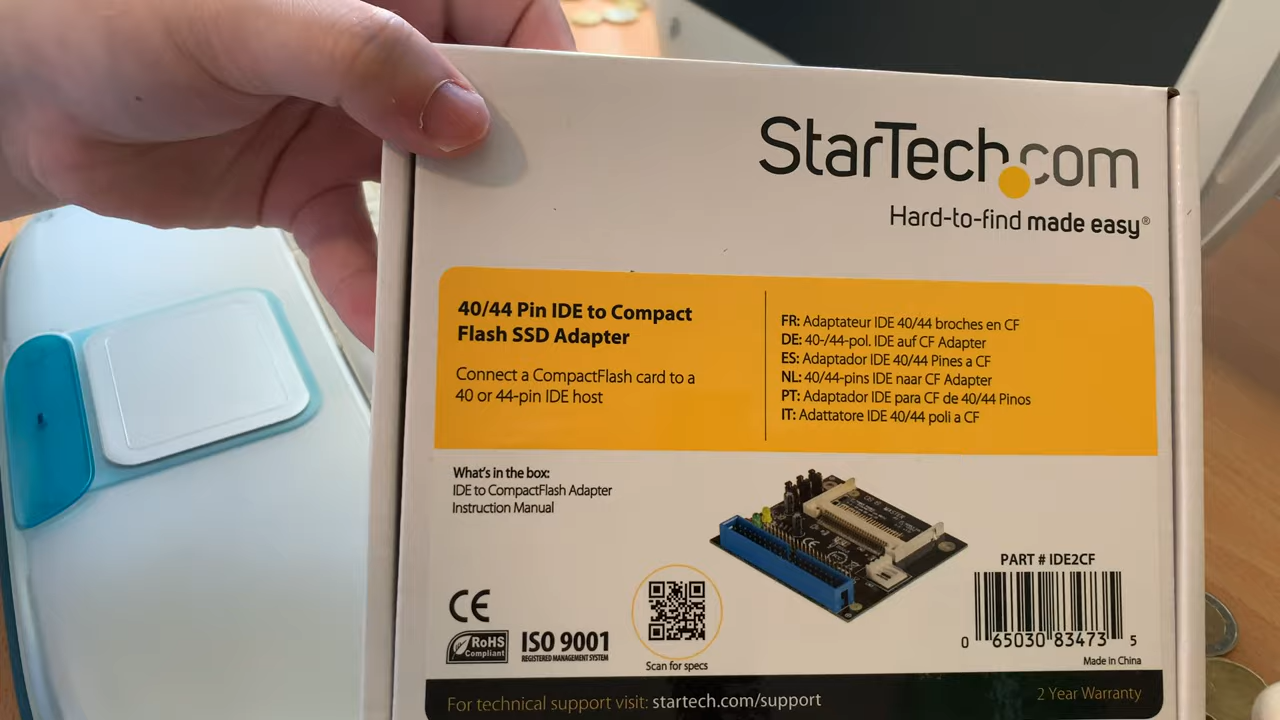 StarTech.com
Hard-to-find made easy®
40/44 Pin IDE to Compact
Flash SSD Adapter
Connect a CompactFlash card to a
40 or 44-pin IDE host
FR: Adaptateur IDE 40/44 broches en CF
DE: 40-/44-pol. IDE auf CF Adapter
ES: Adaptador IDE 40/44 Pines a CF
NL: 40/44-pins IDE naar CF Adapter
PT: Adaptador IDE para CF de 40/44 Pinos
IT: Adattatore IDE 40/44 poli a CF
What's in the box:
IDE to CompactFlash Adapter
Instruction Manual
CE
RoHS
Compliant
ISO 9001
REGISTERED MANAGEMENT SYSTEM
Scan for specs
PART # IDE2CF
0 65030 83473 5
Made in China
For technical support visit: startech.com/support
2 Year Warranty